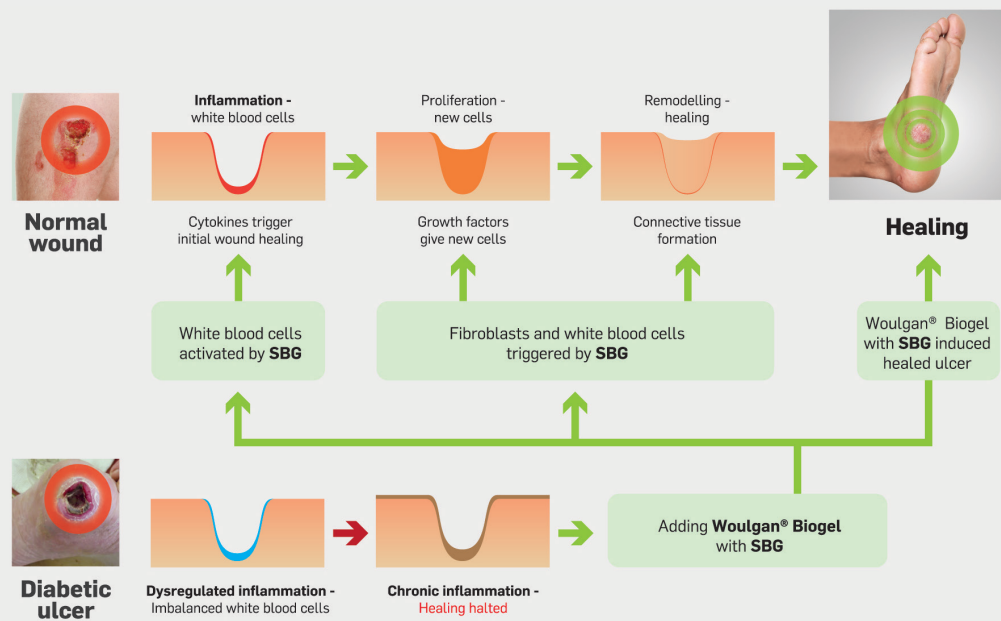 Inflammation -
white blood cells
Proliferation -
new cells
Remodelling -
healing
Normal
wound
Cytokines trigger
initial wound healing
Growth factors
give new cells
Connective tissue
formation
Healing
White blood cells
activated by SBG
Fibroblasts and white blood cells
triggered by SBG
Woulgan® Biogel
with SBG induced
healed ulcer
Adding Woulgan® Biogel
with SBG
Diabetic
ulcer
Dysregulated inflammation -
Imbalanced white blood cells
Chronic inflammation -
Healing halted